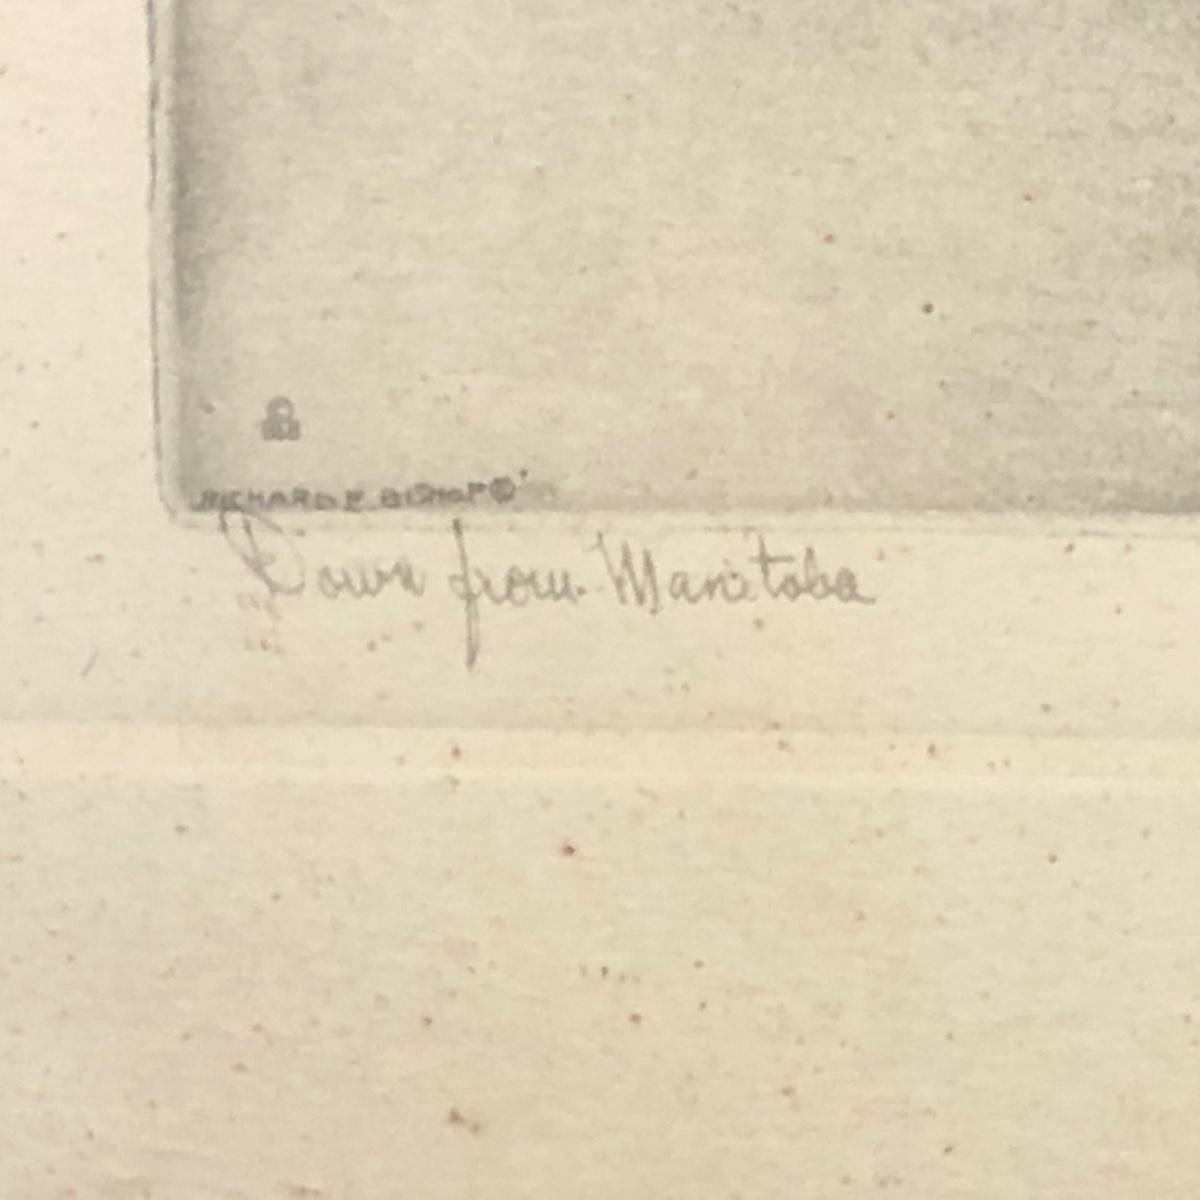 RICHARD E. BISHOP ©
Down from Manitoba